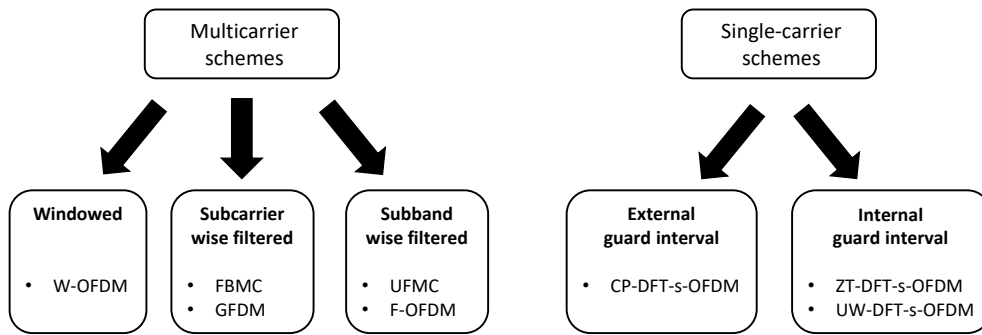 Multicarrier
schemes
Single-carrier
schemes
Windowed
• W-OFDM
Subcarrier
wise filtered
• FBMC
• GFDM
Subband
wise filtered
• UFMC
• F-OFDM
External
guard interval
• CP-DFT-s-OFDM
Internal
guard interval
• ZT-DFT-s-OFDM
• UW-DFT-s-OFDM